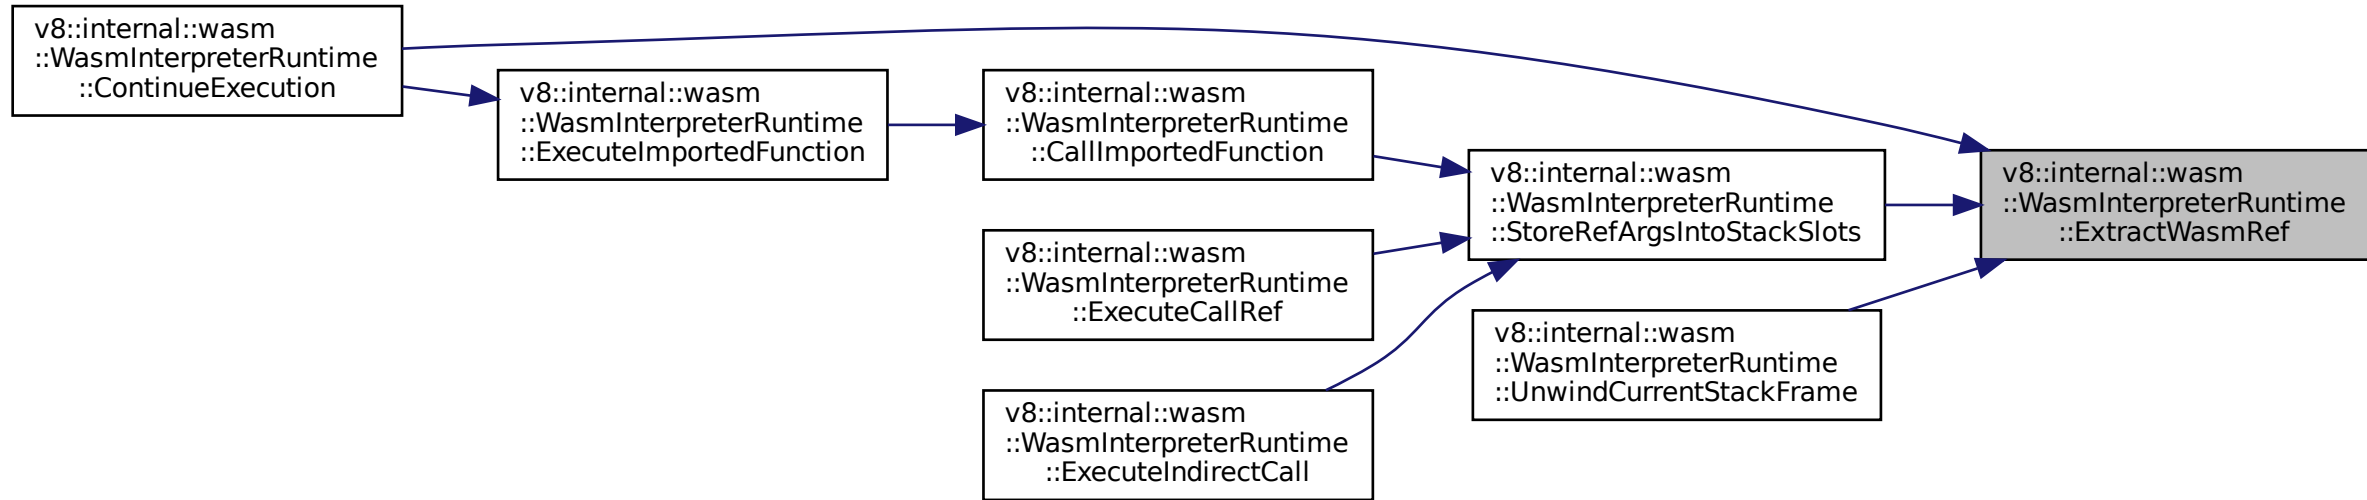 v8::internal::wasm
::WasmInterpreterRuntime
::ContinueExecution
v8::internal::wasm
::WasmInterpreterRuntime
::ExecuteImportedFunction
v8::internal::wasm
::WasmInterpreterRuntime
::CallImportedFunction
v8::internal::wasm
::WasmInterpreterRuntime
::StoreRefArgsIntoStackSlots
v8::internal::wasm
::WasmInterpreterRuntime
::ExtractWasmRef
v8::internal::wasm
::WasmInterpreterRuntime
::ExecuteCallRef
v8::internal::wasm
::WasmInterpreterRuntime
::UnwindCurrentStackFrame
v8::internal::wasm
::WasmInterpreterRuntime
::ExecuteIndirectCall